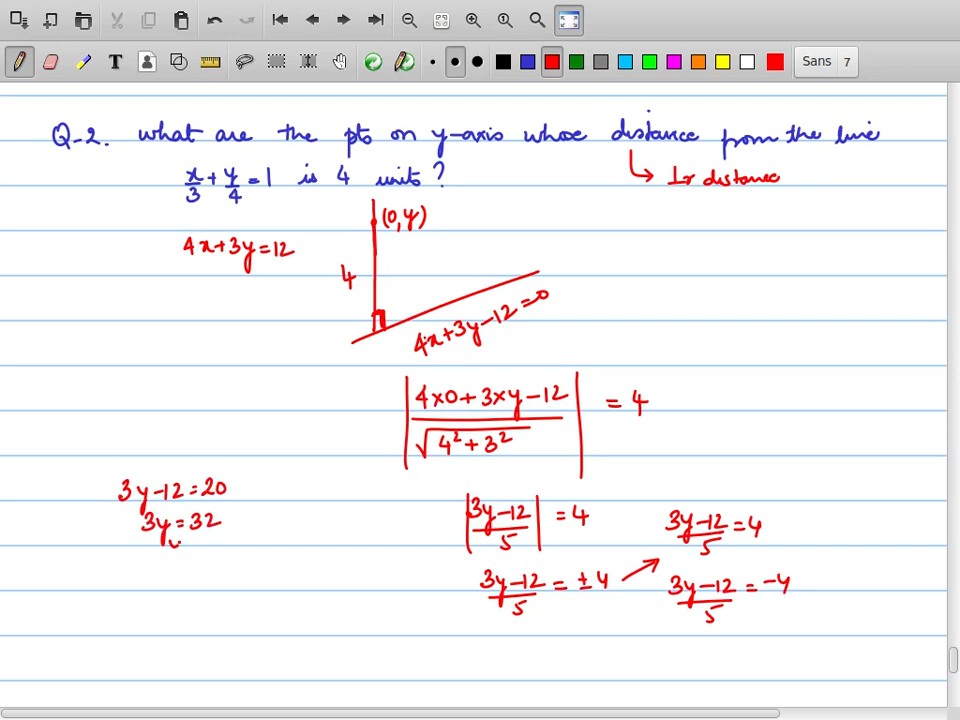 Sans 7
Q-2. what are the pts on y-axis whose distance from the line
x/3 + y/4 = 1 is 4 units?
↳ ⊥r distance
4x+3y=12
(0,y)
4
4x+3y-12=0
|(4×0+3×y-12)/√(4²+3²)| = 4
3y-12=20
3y=32
|(3y-12)/5| = 4
(3y-12)/5 = ±4
(3y-12)/5 = 4
(3y-12)/5 = -4